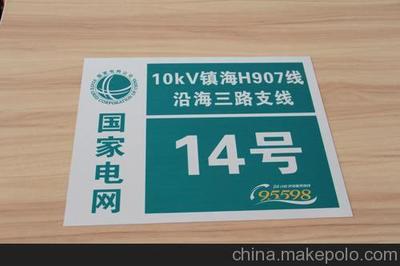 10kV镇海H907线
沿海三路支线
国家电网
14号
95598
china.makepolo.com